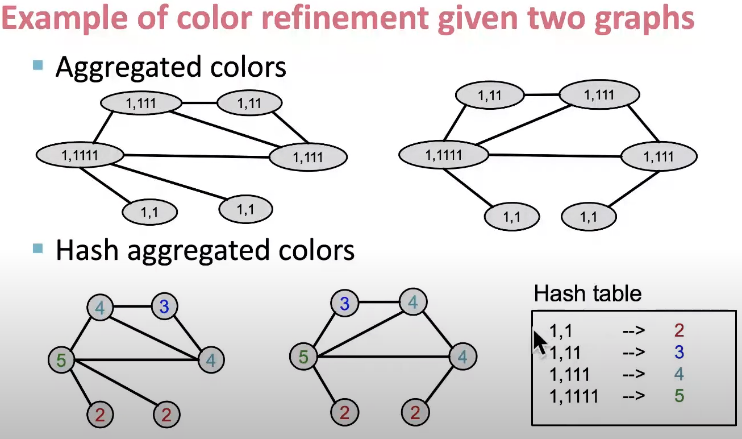 Example of color refinement given two graphs
Aggregated colors
1,111 1,11 1,11 1,111
1,1111 1,111 1,1111 1,111
1,1 1,1 1,1 1,1
Hash aggregated colors
4 3 3 4
5 4 5 4
2 2 2 2
Hash table
1,1 --> 2
1,11 --> 3
1,111 --> 4
1,1111 --> 5